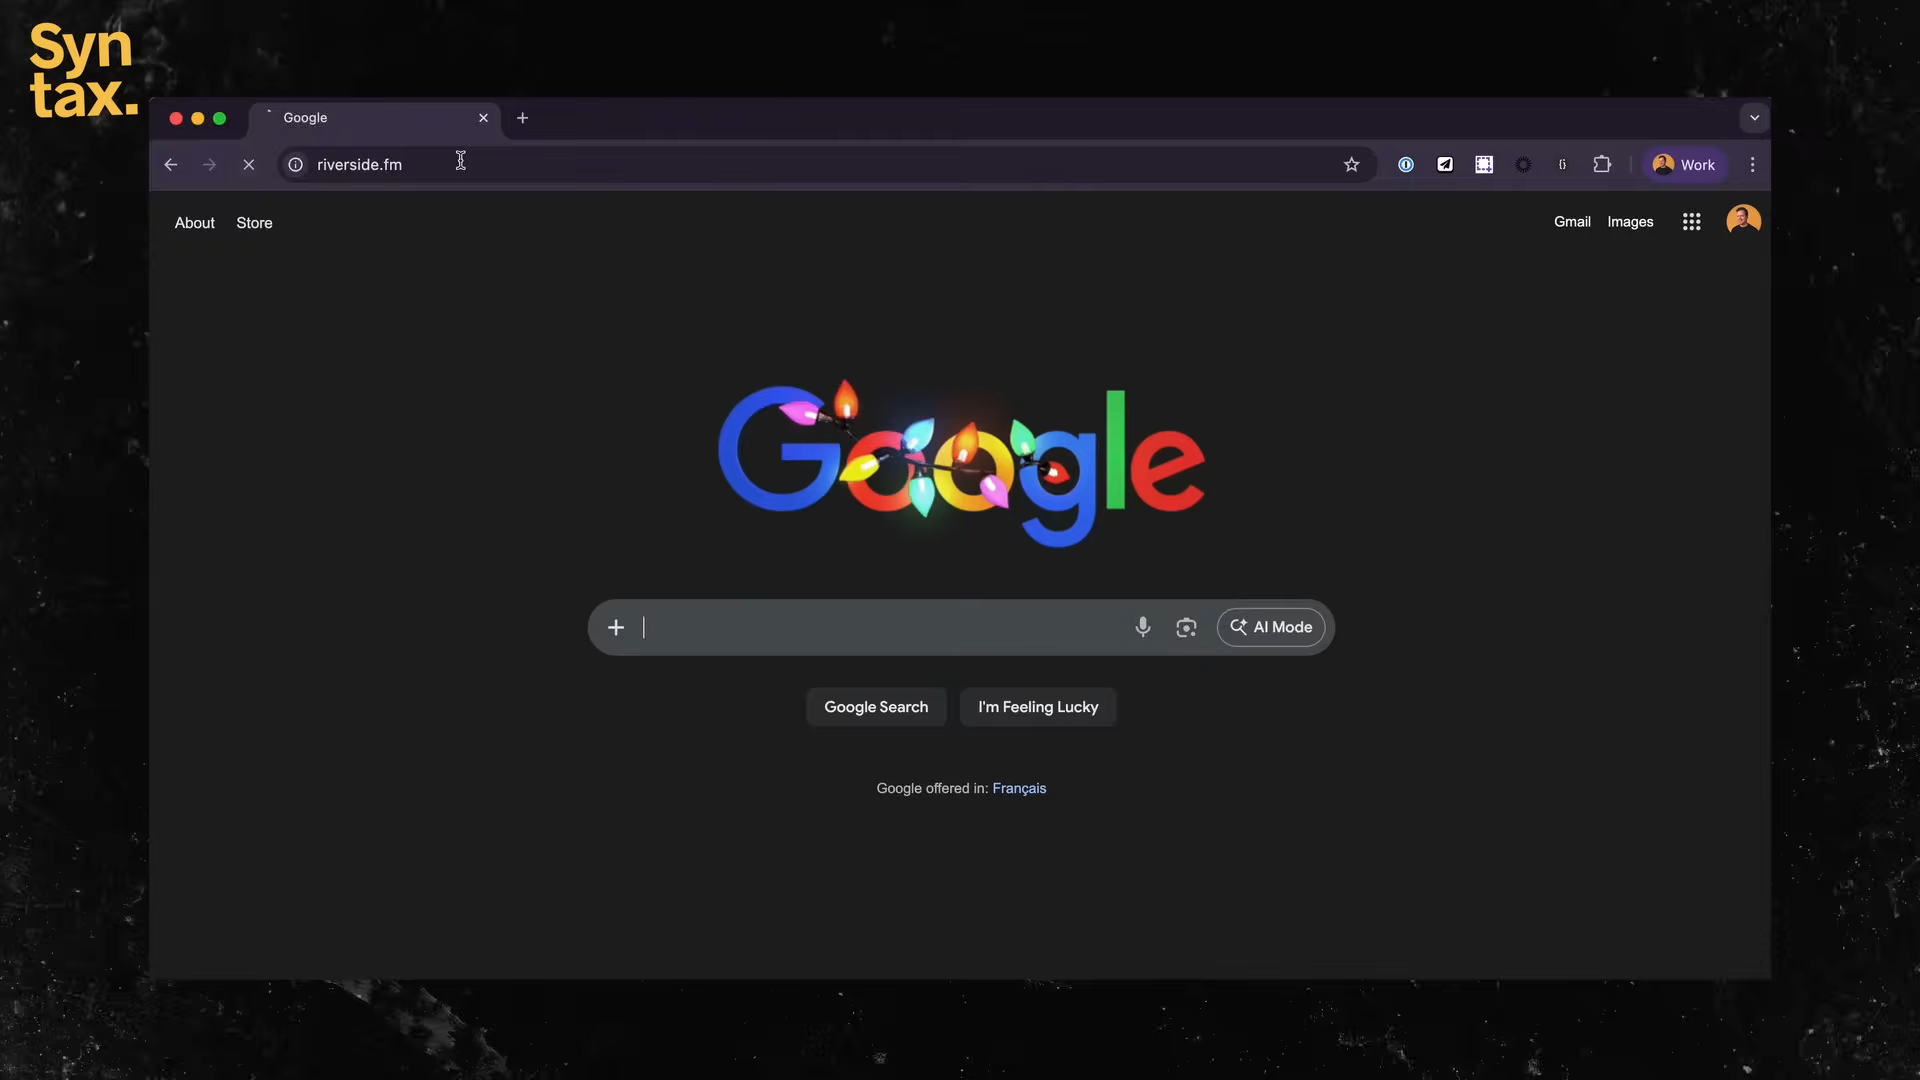 Syn
tax.
Google
riverside.fm
Work
About
Store
Gmail
Images
Google
AI Mode
Google Search
I'm Feeling Lucky
Google offered in: Français